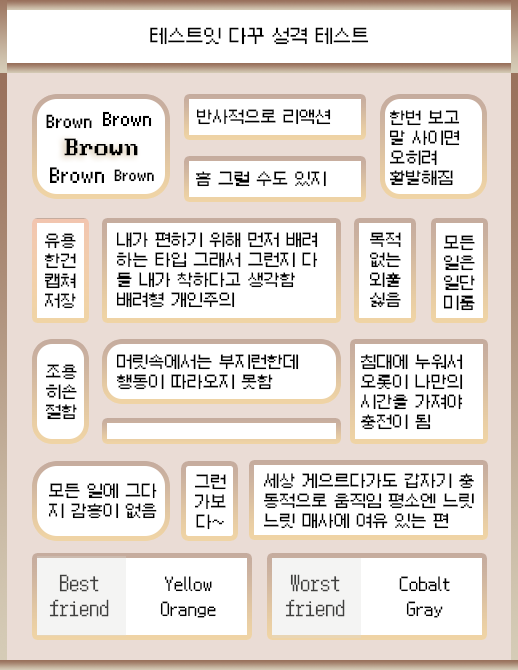 테스트잇 다꾸 성격 테스트
Brown Brown
Brown
Brown Brown
반사적으로 리액션
흠 그럴 수도 있지
한번 보고
말 사이면
오히려
활발해짐
유용
한건
캡쳐
저장
내가 편하기 위해 먼저 배려
하는 타입 그래서 그런지 다
들 내가 착하다고 생각함
배려형 개인주의
목적
없는
외출
싫음
모든
일은
일단
미룸
조용
히손
절함
머릿속에서는 부지런한데
행동이 따라오지 못함
침대에 누워서
오롯이 나만의
시간을 가져야
충전이 됨
모든 일에 그다
지 감흥이 없음
그런
가보
다~
세상 게으르다가도 갑자기 충
동적으로 움직임 평소엔 느릿
느릿 매사에 여유 있는 편
Best
friend
Yellow
Orange
Worst
friend
Cobalt
Gray